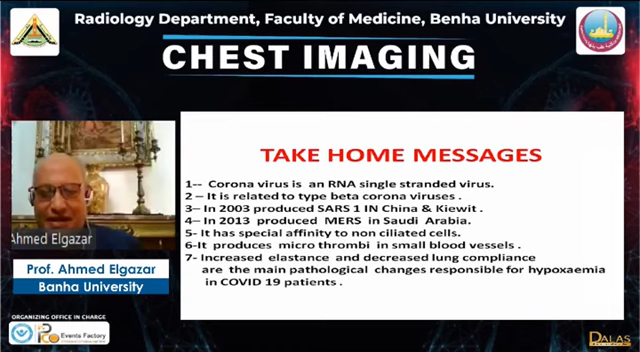 Radiology Department, Faculty of Medicine, Benha University
CHEST IMAGING
TAKE HOME MESSAGES
1-- Corona virus is an RNA single stranded virus.
2 – It is related to type beta corona viruses .
3 – In 2003 produced SARS 1 IN China & Kiewit .
4 – In 2013 produced MERS in Saudi Arabia.
5- It has special affinity to non ciliated cells.
6-It produces micro thrombi in small blood vessels .
7- Increased elastance and decreased lung compliance
are the main pathological changes responsible for hypoxaemia
in COVID 19 patients .
Ahmed Elgazar
Prof. Ahmed Elgazar
Banha University
ORGANIZING OFFICE IN CHARGE
Events Factory
DALAS